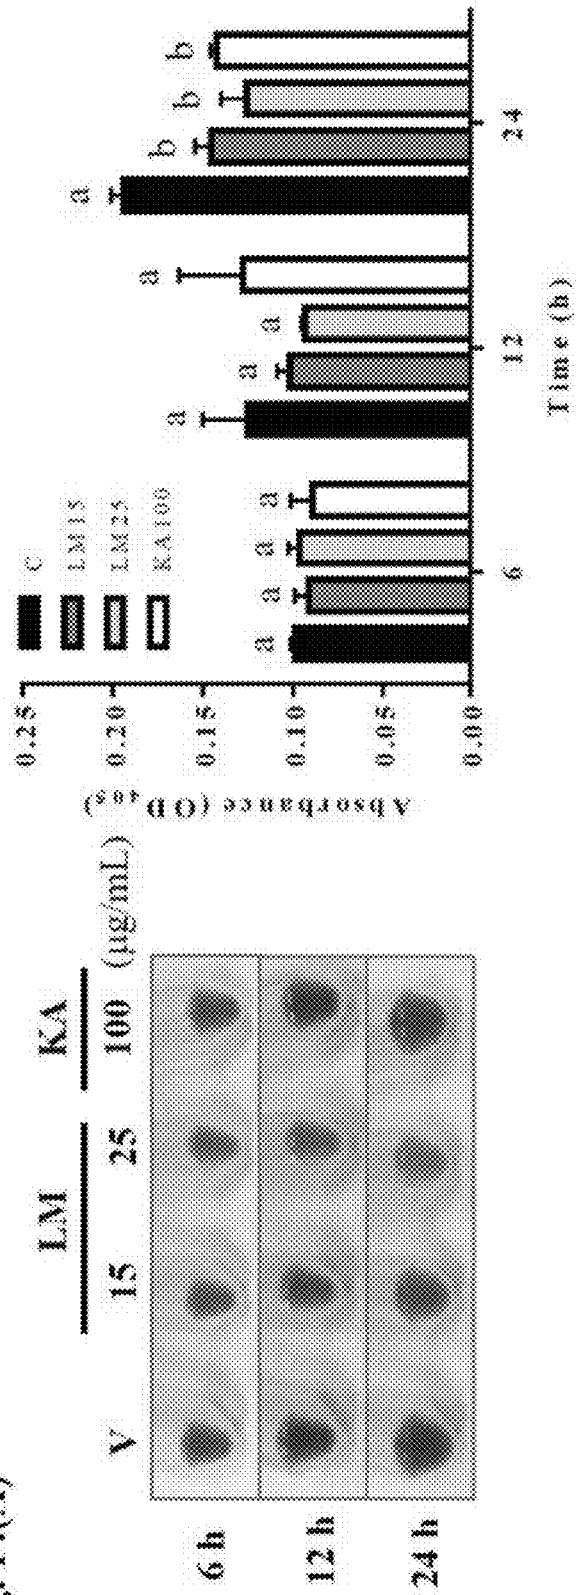 LM KA
V 15 25 100 (µg/mL)
6 h
12 h
24 h
C
LM15
LM25
KA100
Absorbance (OD405)
0.25
0.20
0.15
0.10
0.05
0.00
a a a a
a a a a
a b b b
6 12 24
Time (h)